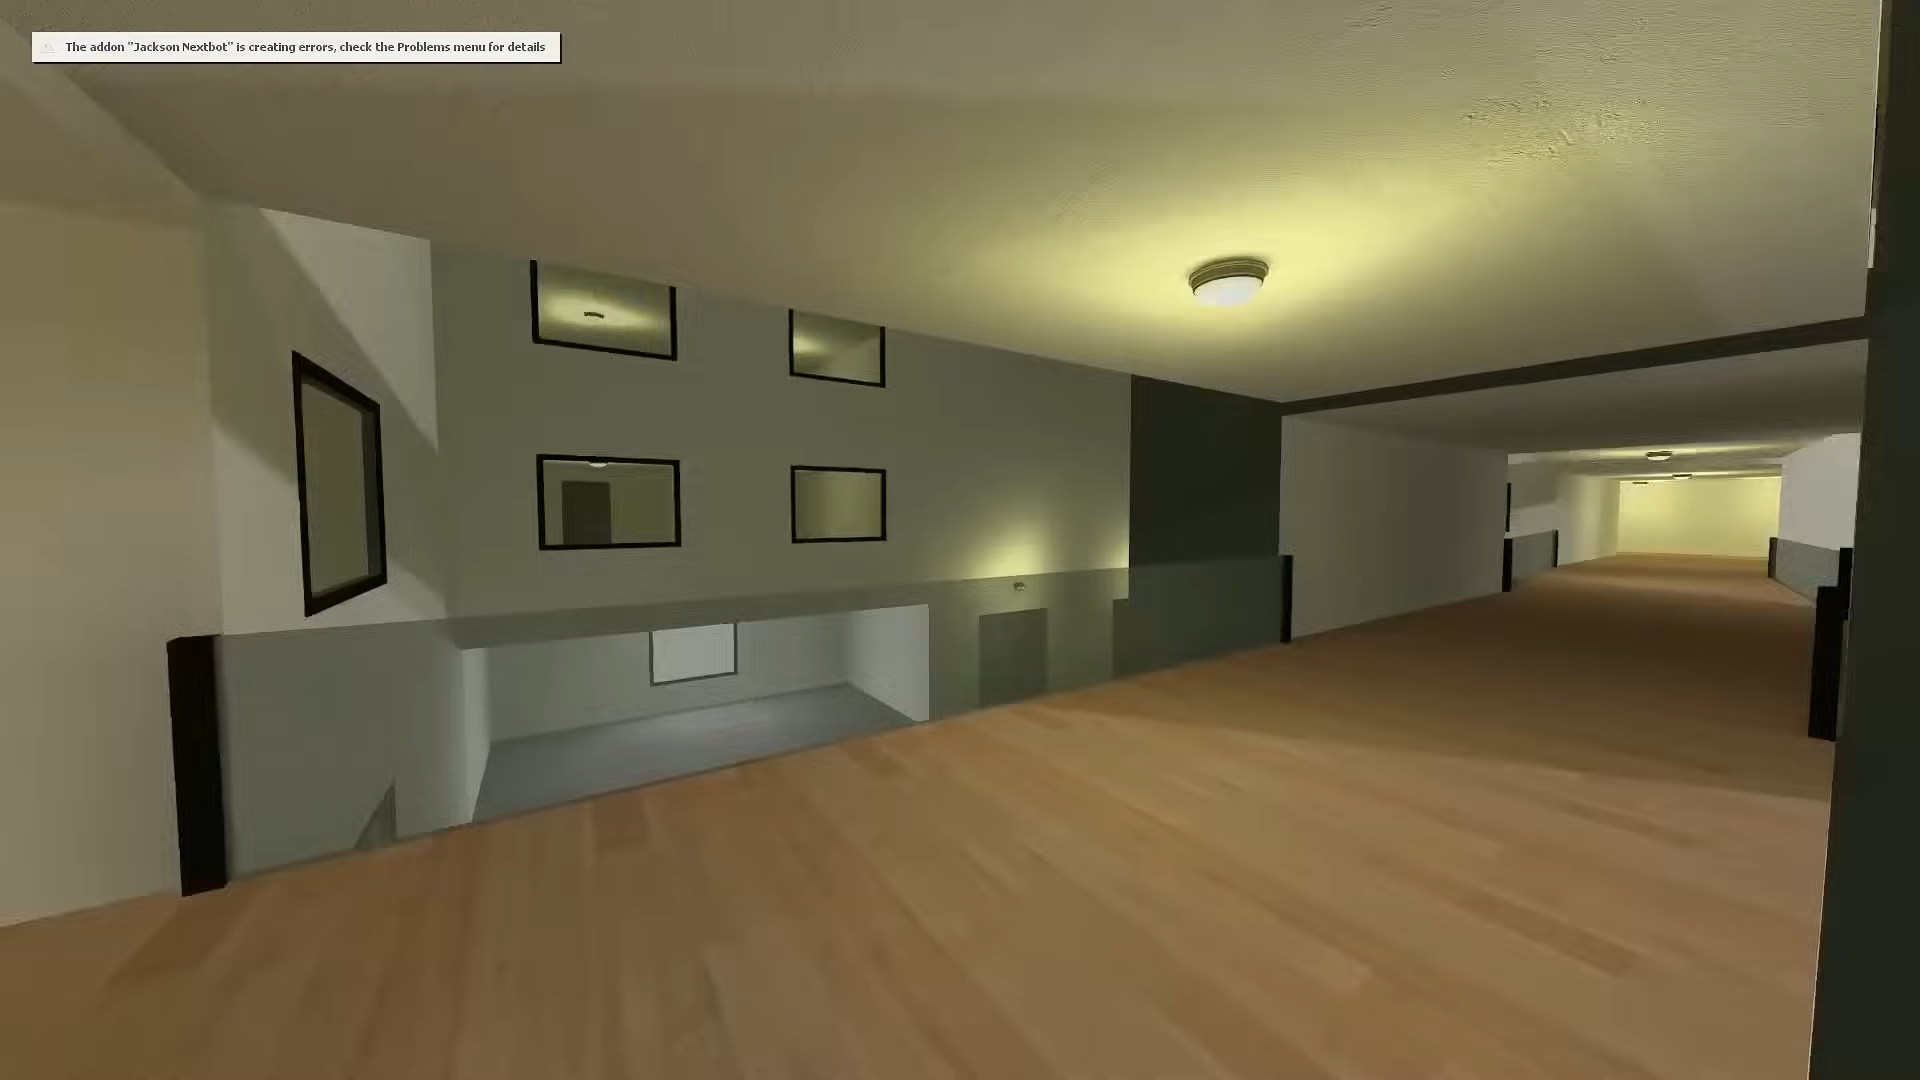 The addon "Jackson Nextbot" is creating errors, check the Problems menu for details